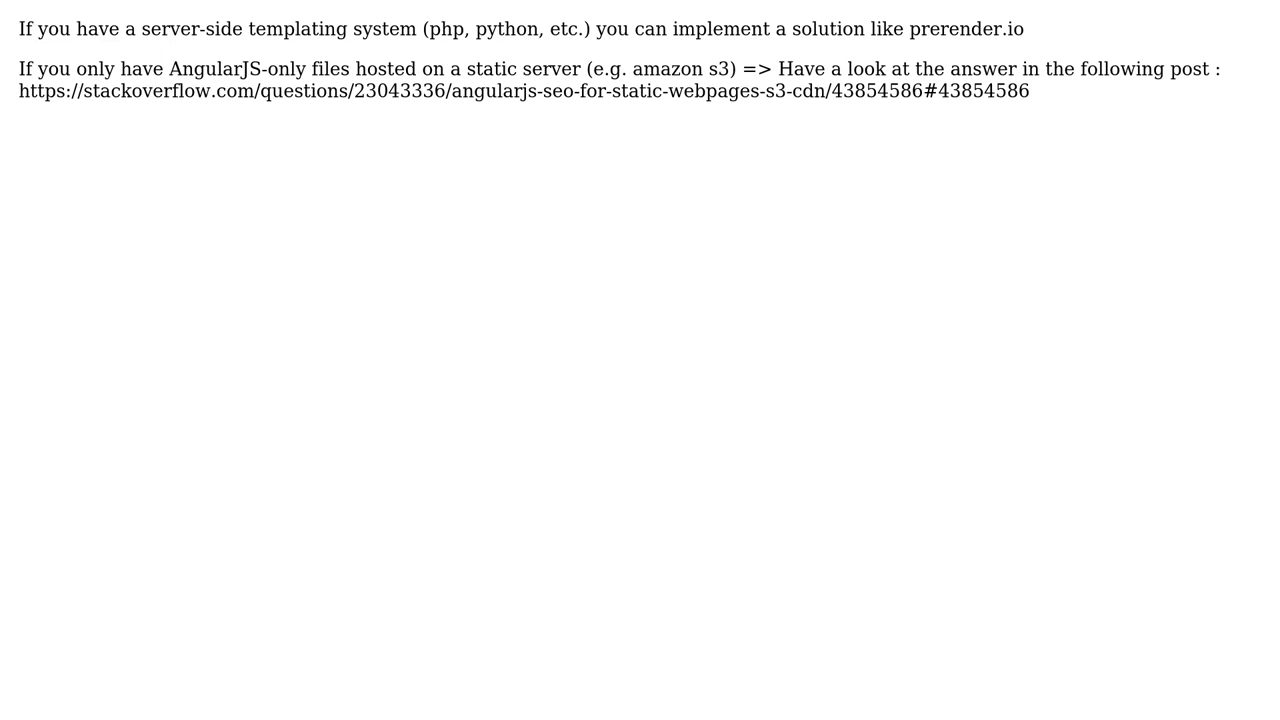 If you have a server-side templating system (php, python, etc.) you can implement a solution like prerender.io
If you only have AngularJS-only files hosted on a static server (e.g. amazon s3) => Have a look at the answer in the following post :
https://stackoverflow.com/questions/23043336/angularjs-seo-for-static-webpages-s3-cdn/43854586#43854586